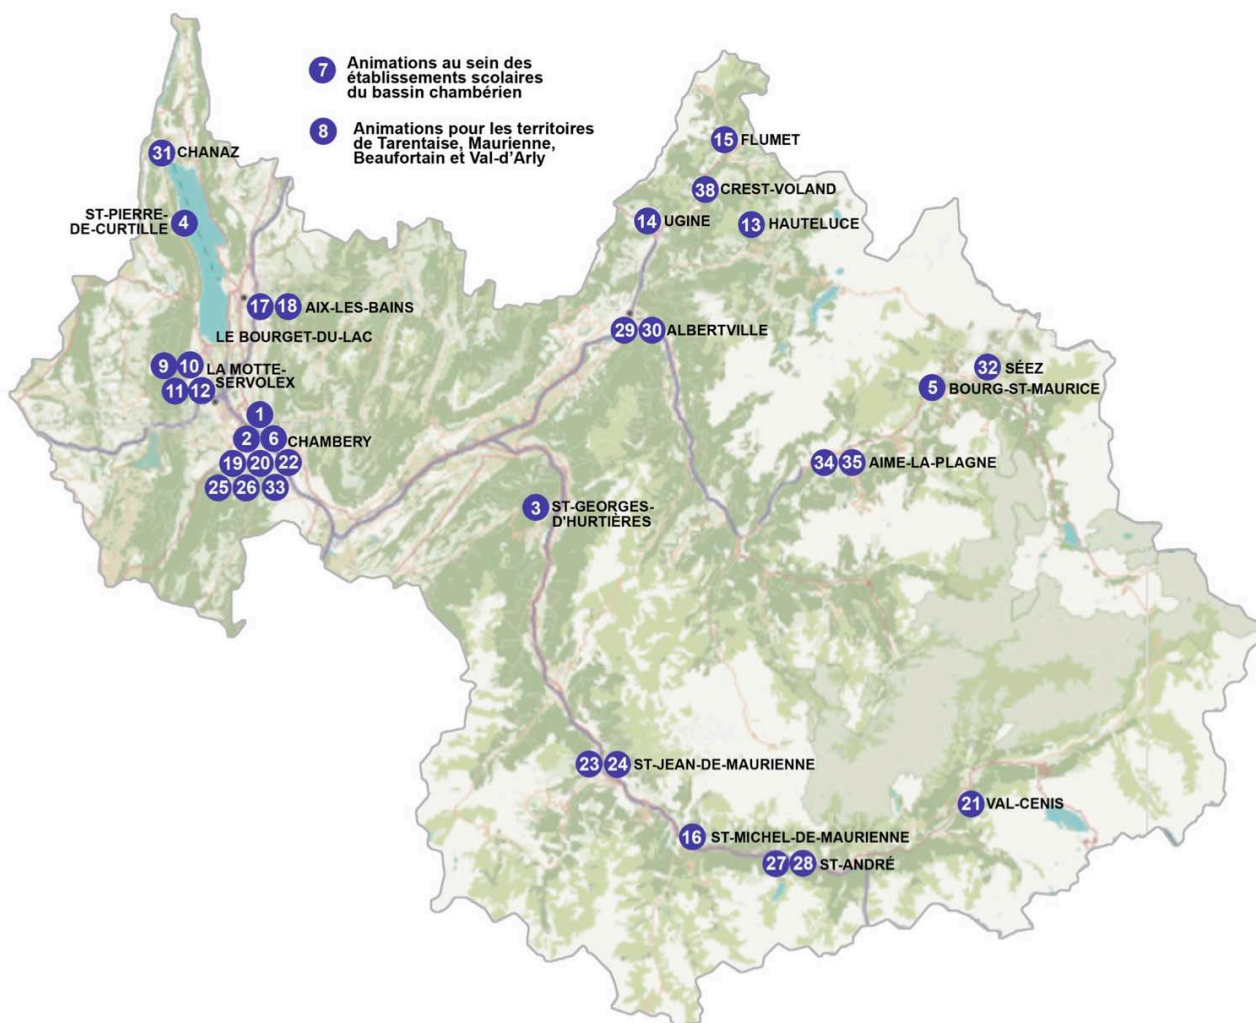 7 Animations au sein des
établissements scolaires
du bassin chambérien
8 Animations pour les territoires
de Tarentaise, Maurienne,
Beaufortain et Val-d'Arly
15 FLUMET
31 CHANAZ
38 CREST-VOLAND
ST-PIERRE-
DE-CURTILLE 4
14 UGINE
13 HAUTELUCE
17 18 AIX-LES-BAINS
LE BOURGET-DU-LAC
29 30 ALBERTVILLE
9 10 LA MOTTE-
SERVOLEX
11 12
32 SÉEZ
5 BOURG-ST-MAURICE
1
2 6 CHAMBERY
19 20 22
25 26 33
34 35 AIME-LA-PLAGNE
3 ST-GEORGES-
D'HURTIÈRES
23 24 ST-JEAN-DE-MAURIENNE
21 VAL-CENIS
16 ST-MICHEL-DE-MAURIENNE
27 28 ST-ANDRÉ